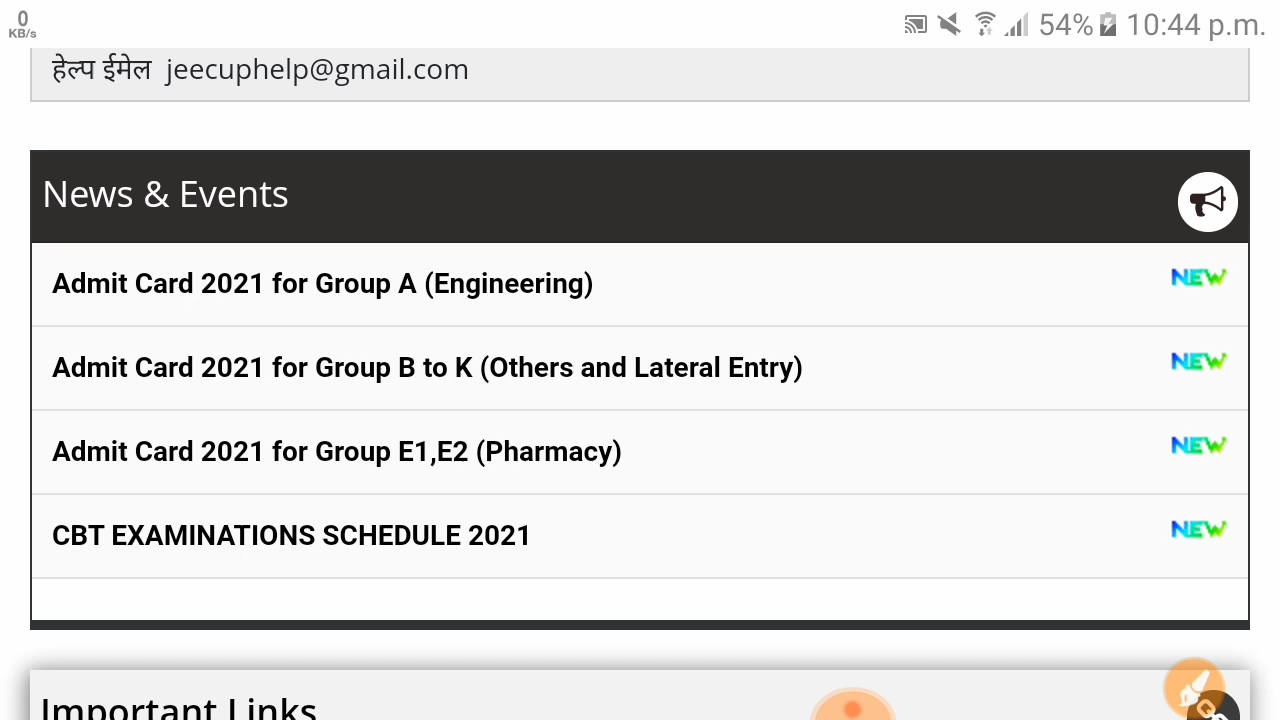 0
KB/s
54%
10:44 p.m.
हेल्प ईमेल jeecuphelp@gmail.com
News & Events
Admit Card 2021 for Group A (Engineering)
NEW
Admit Card 2021 for Group B to K (Others and Lateral Entry)
NEW
Admit Card 2021 for Group E1,E2 (Pharmacy)
NEW
CBT EXAMINATIONS SCHEDULE 2021
NEW
Important Links